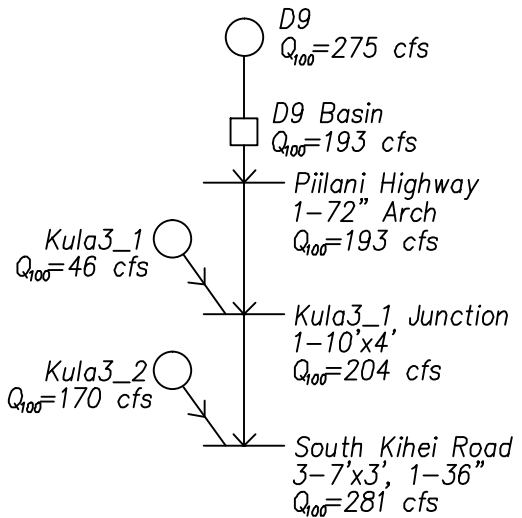 D9
Q100=275 cfs
D9 Basin
Q100=193 cfs
Piilani Highway
1-72" Arch
Q100=193 cfs
Kula3_1
Q100=46 cfs
Kula3_1 Junction
1-10'x4'
Q100=204 cfs
Kula3_2
Q100=170 cfs
South Kihei Road
3-7'x3', 1-36"
Q100=281 cfs